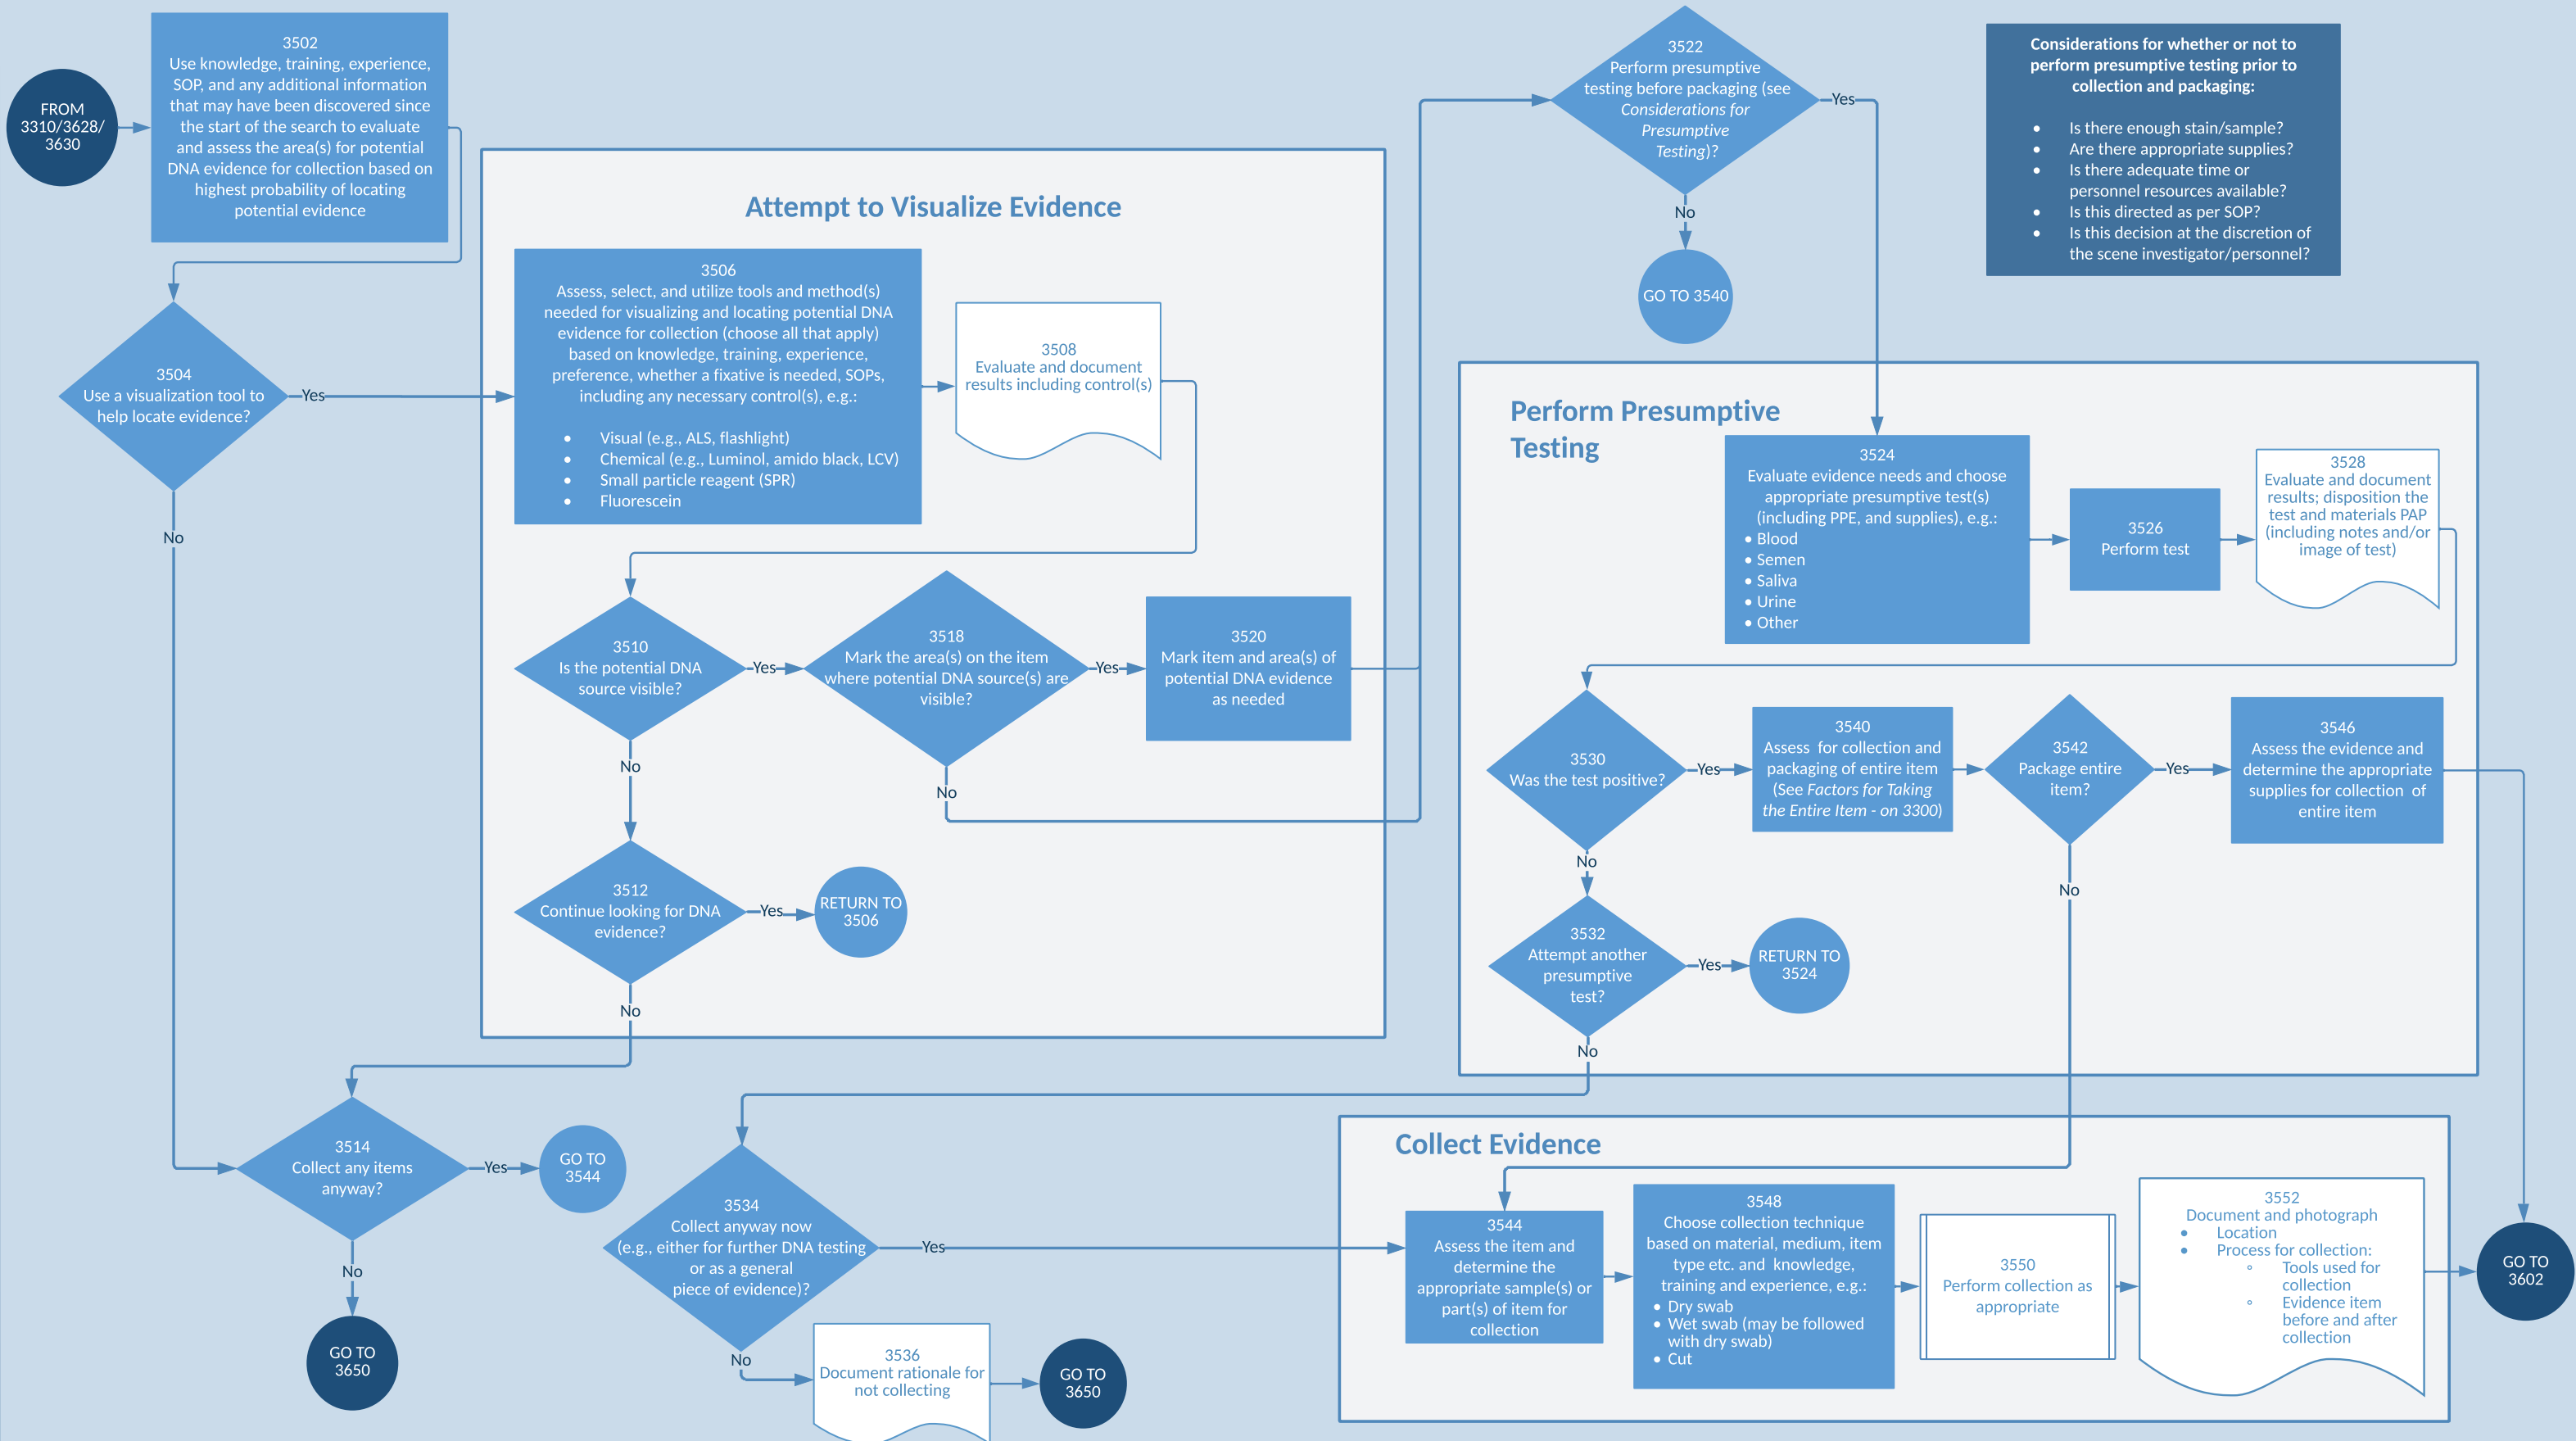 FROM
3310/3628/
3630
3502
Use knowledge, training, experience,
SOP, and any additional information
that may have been discovered since
the start of the search to evaluate
and assess the area(s) for potential
DNA evidence for collection based on
highest probability of locating
potential evidence
3504
Use a visualization tool to
help locate evidence?
Yes
No
Attempt to Visualize Evidence
3506
Assess, select, and utilize tools and method(s)
needed for visualizing and locating potential DNA
evidence for collection (choose all that apply)
based on knowledge, training, experience,
preference, whether a fixative is needed, SOPs,
including any necessary control(s), e.g.:
• Visual (e.g., ALS, flashlight)
• Chemical (e.g., Luminol, amido black, LCV)
• Small particle reagent (SPR)
• Fluorescein
3508
Evaluate and document
results including control(s)
3510
Is the potential DNA
source visible?
Yes
No
3518
Mark the area(s) on the item
where potential DNA source(s) are
visible?
Yes
No
3520
Mark item and area(s) of
potential DNA evidence
as needed
3512
Continue looking for DNA
evidence?
Yes
RETURN TO
3506
No
3514
Collect any items
anyway?
Yes
GO TO
3544
No
GO TO
3650
3522
Perform presumptive
testing before packaging (see
Considerations for
Presumptive
Testing)?
Yes
No
GO TO 3540
Considerations for whether or not to
perform presumptive testing prior to
collection and packaging:
• Is there enough stain/sample?
• Are there appropriate supplies?
• Is there adequate time or
personnel resources available?
• Is this directed as per SOP?
• Is this decision at the discretion of
the scene investigator/personnel?
Perform Presumptive
Testing
3524
Evaluate evidence needs and choose
appropriate presumptive test(s)
(including PPE, and supplies), e.g.:
• Blood
• Semen
• Saliva
• Urine
• Other
3526
Perform test
3528
Evaluate and document
results; disposition the
test and materials PAP
(including notes and/or
image of test)
3530
Was the test positive?
Yes
No
3540
Assess for collection and
packaging of entire item
(See Factors for Taking
the Entire Item - on 3300)
3542
Package entire
item?
Yes
No
3546
Assess the evidence and
determine the appropriate
supplies for collection of
entire item
3532
Attempt another
presumptive
test?
Yes
RETURN TO
3524
No
3534
Collect anyway now
(e.g., either for further DNA testing
or as a general
piece of evidence)?
Yes
No
3536
Document rationale for
not collecting
GO TO
3650
Collect Evidence
3544
Assess the item and
determine the
appropriate sample(s) or
part(s) of item for
collection
3548
Choose collection technique
based on material, medium, item
type etc. and knowledge,
training and experience, e.g.:
• Dry swab
• Wet swab (may be followed
with dry swab)
• Cut
3550
Perform collection as
appropriate
3552
Document and photograph
• Location
• Process for collection:
◦ Tools used for
collection
◦ Evidence item
before and after
collection
GO TO
3602